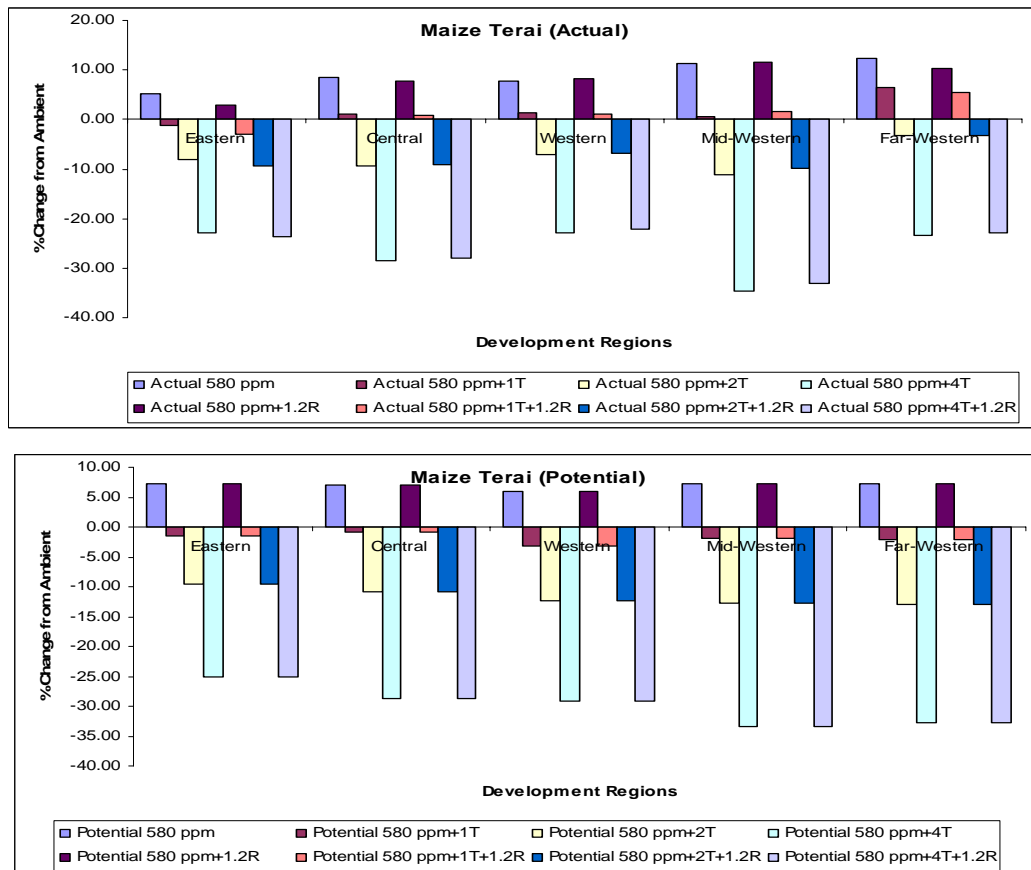 Maize Terai (Actual)
20.00
10.00
0.00
-10.00
-20.00
-30.00
-40.00
%Change from Ambient
Eastern Central Western Mid-Western Far-Western
Development Regions
Actual 580 ppm Actual 580 ppm+1T Actual 580 ppm+2T Actual 580 ppm+4T
Actual 580 ppm+1.2R Actual 580 ppm+1T+1.2R Actual 580 ppm+2T+1.2R Actual 580 ppm+4T+1.2R
Maize Terai (Potential)
10.00
5.00
0.00
-5.00
-10.00
-15.00
-20.00
-25.00
-30.00
-35.00
-40.00
%Change from Ambient
Eastern Central Western Mid-Western Far-Western
Development Regions
Potential 580 ppm Potential 580 ppm+1T Potential 580 ppm+2T Potential 580 ppm+4T
Potential 580 ppm+1.2R Potential 580 ppm+1T+1.2R Potential 580 ppm+2T+1.2R Potential 580 ppm+4T+1.2R